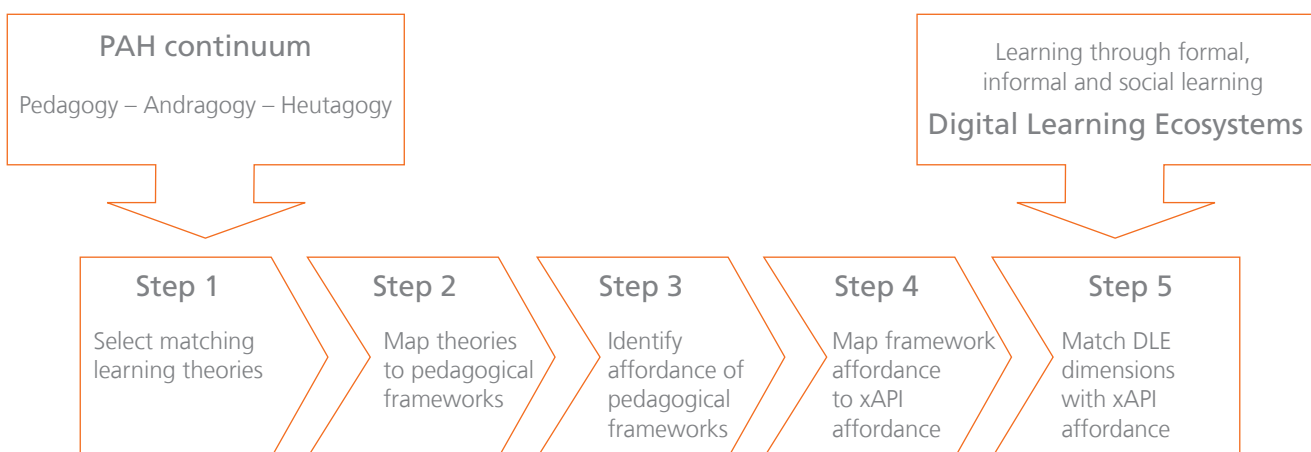 PAH continuum
Pedagogy – Andragogy – Heutagogy
Learning through formal,
informal and social learning
Digital Learning Ecosystems
Step 1
Select matching
learning theories
Step 2
Map theories
to pedagogical
frameworks
Step 3
Identify
affordance of
pedagogical
frameworks
Step 4
Map framework
affordance
to xAPI
affordance
Step 5
Match DLE
dimensions
with xAPI
affordance